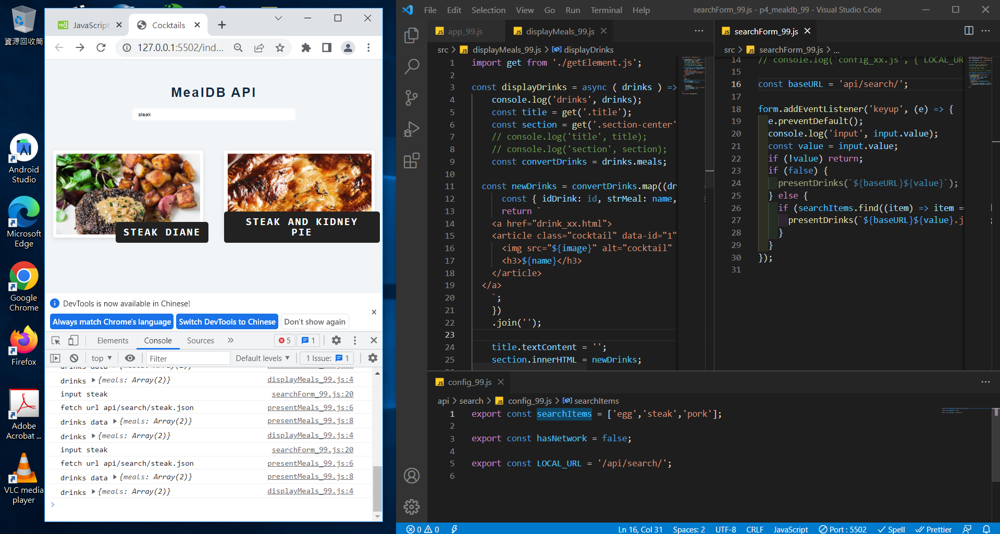 資源回收筒
Android
Studio
Microsoft
Edge
Google
Chrome
Firefox
Adobe
Acrobat ...
VLC media
player
JavaScript
Cocktails
127.0.0.1:5502/ind...
MealDB API
steak
STEAK DIANE
STEAK AND KIDNEY
PIE
DevTools is now available in Chinese!
Always match Chrome's language
Switch DevTools to Chinese
Don't show again
Elements Console Sources 5 1
top Filter Default levels 1 Issue: 1
drinks data {meals: Array(2)}
drinks {meals: Array(2)} displayMeals_99.js:4
input steak searchForm_99.js:20
fetch url api/search/steak.json presentMeals_99.js:6
drinks data {meals: Array(2)} presentMeals_99.js:8
drinks {meals: Array(2)} displayMeals_99.js:4
input steak searchForm_99.js:20
fetch url api/search/steak.json presentMeals_99.js:6
drinks data {meals: Array(2)} presentMeals_99.js:8
drinks {meals: Array(2)} displayMeals_99.js:4
File Edit Selection View Go Run Terminal Help
searchForm_99.js - p4_mealdb_99 - Visual Studio Code
JS app_99.js JS displayMeals_99.js
src > JS displayMeals_99.js > displayDrinks
1 import get from './getElement.js';
2
3 const displayDrinks = async ( drinks ) =>
4 console.log('drinks', drinks);
5 const title = get('.title');
6 const section = get('.section-center'
7 // console.log('title', title);
8 // console.log('section', section);
9 const convertDrinks = drinks.meals;
10
11 const newDrinks = convertDrinks.map((dr
12 const { idDrink: id, strMeal: name,
13 return `
14 <a href="drink_xx.html">
15 <article class="cocktail" data-id="1"
16 <img src="${image}" alt="cocktail"
17 <h3>${name}</h3>
18 </article>
19 </a>
20 `;
21 })
22 .join('');
23
24 title.textContent = '';
25 section.innerHTML = newDrinks;
JS searchForm_99.js
src > JS searchForm_99.js > ...
14 // console.log('config_xx.js', { LOCAL_UR
15
16 const baseURL = 'api/search/';
17
18 form.addEventListener('keyup', (e) => {
19 e.preventDefault();
20 console.log('input', input.value);
21 const value = input.value;
22 if (!value) return;
23 if (false) {
24 presentDrinks(`${baseURL}${value}`);
25 } else {
26 if (searchItems.find((item) => item =
27 presentDrinks(`${baseURL}${value}.j
28 }
29 }
30 });
31
JS config_99.js
api > search > JS config_99.js > searchItems
1 export const searchItems = ['egg','steak','pork'];
2
3 export const hasNetwork = false;
4
5 export const LOCAL_URL = '/api/search/';
6
0 0 Ln 16, Col 31 Spaces: 2 UTF-8 CRLF JavaScript Port : 5502 Spell Prettier